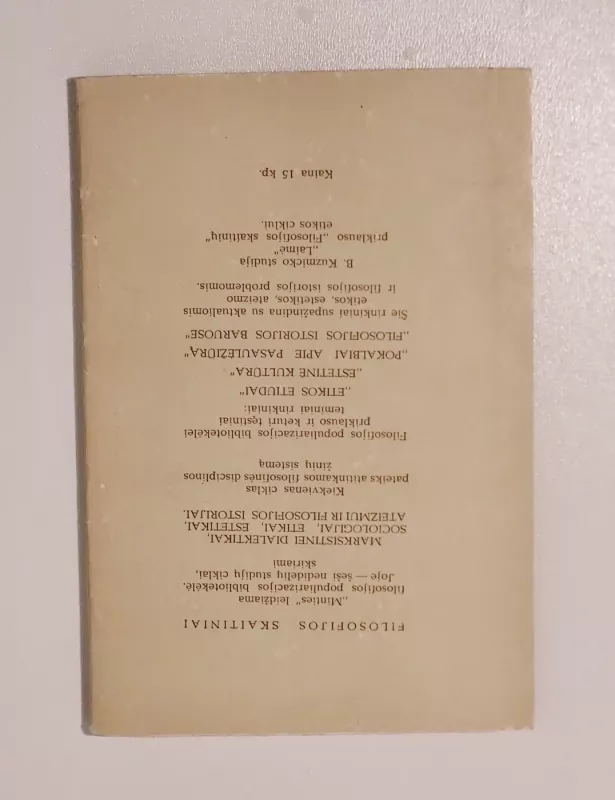 FILOSOFIJOS SKAITINIAI
„Minties" leidžiama
filosofijos populiarizacijos bibliotekėlė.
Joje — šeši nedidelių studijų ciklai,
skiriami
MARKSISTINEI DIALEKTIKAI,
SOCIOLOGIJAI, ETIKAI, ESTETIKAI,
ATEIZMUI IR FILOSOFIJOS ISTORIJAI.
Kiekvienas ciklas
pateiks atitinkamos filosofinės disciplinos
žinių sistemą
Filosofijos populiarizacijos bibliotekėlei
priklauso ir keturi tęstiniai
teminiai rinkiniai:
„ETIKOS ETIUDAI"
„ESTETINĖ KULTŪRA"
„POKALBIAI APIE PASAULĖŽIŪRĄ"
„FILOSOFIJOS ISTORIJOS BARUOSE"
Šie rinkiniai supažindina su aktualiomis
etikos, estetikos, ateizmo
ir filosofijos istorijos problemomis.
B. Kuzmicko studija
„Laimė"
priklauso „Filosofijos skaitinių"
etikos ciklui.
Kaina 15 kp.